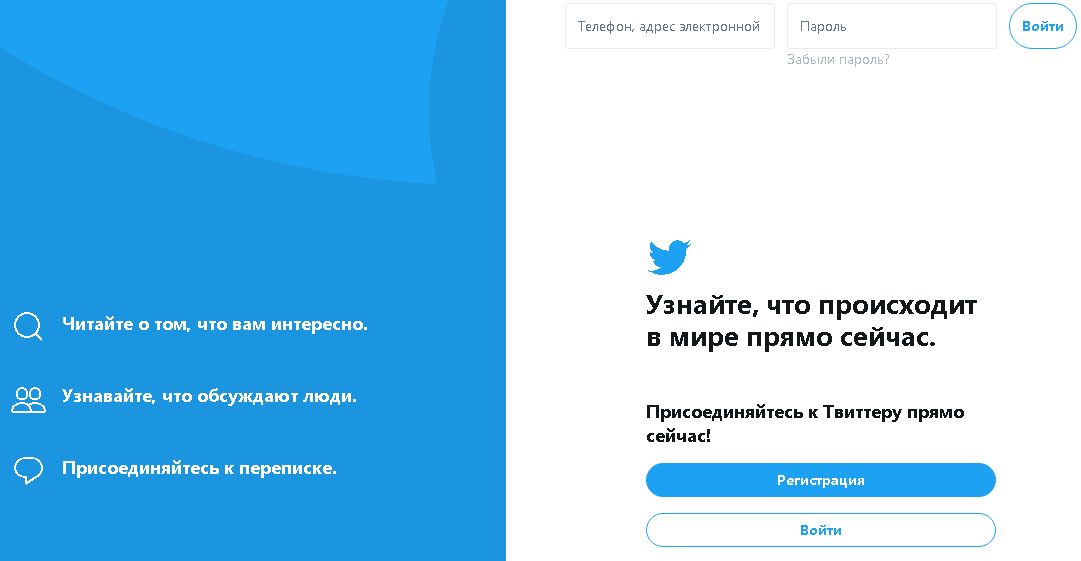 Телефон, адрес электронной
Пароль
Войти
Забыли пароль?
Читайте о том, что вам интересно.
Узнавайте, что обсуждают люди.
Присоединяйтесь к переписке.
Узнайте, что происходит
в мире прямо сейчас.
Присоединяйтесь к Твиттеру прямо
сейчас!
Регистрация
Войти